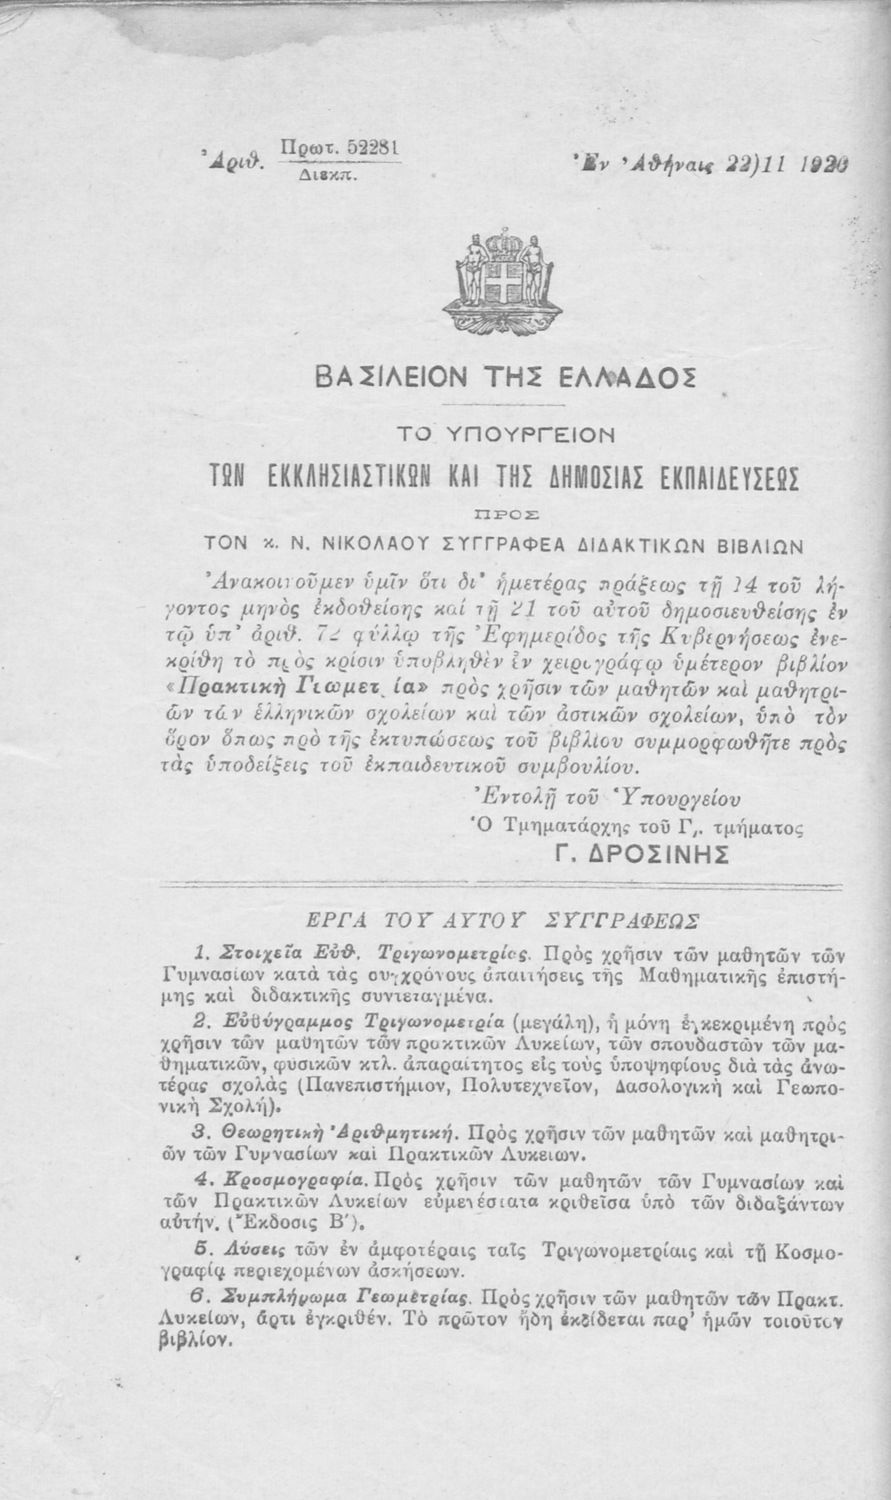 Ἀριθ. Πρωτ. 52281
Διεκπ.
Ἐν Ἀθήναις 22)11 1920
ΒΑΣΙΛΕΙΟΝ ΤΗΣ ΕΛΛΑΔΟΣ
ΤΟ ΥΠΟΥΡΓΕΙΟΝ
ΤΩΝ ΕΚΚΛΗΣΙΑΣΤΙΚΩΝ ΚΑΙ ΤΗΣ ΔΗΜΟΣΙΑΣ ΕΚΠΑΙΔΕΥΣΕΩΣ
ΠΡΟΣ
ΤΟΝ κ. Ν. ΝΙΚΟΛΑΟΥ ΣΥΓΓΡΑΦΕΑ ΔΙΔΑΚΤΙΚΩΝ ΒΙΒΛΙΩΝ
Ἀνακοινοῦμεν ὑμῖν ὅτι δι' ἡμετέρας πράξεως τῇ 14 τοῦ λή-
γοντος μηνὸς ἐκδοθείσης καί τῇ 21 τοῦ αὐτοῦ δημοσιευθείσης ἐν
τῷ ὑπ' ἀριθ. φύλλῳ τῆς Ἐφημερίδος τῆς Κυβερνήσεως ἐνε-
κρίθη τὸ πρὸς κρίσιν ὑποβληθὲν ἐν χειρογράφῳ ὑμέτερον βιβλίον
«Πρακτικὴ Γεωμετρία» πρὸς χρῆσιν τῶν μαθητῶν καὶ μαθητρι-
ῶν τῶν ἑλληνικῶν σχολείων καὶ τῶν ἀστικῶν σχολείων, ὑπὸ τὸν
ὅρον ὅπως πρὸ τῆς ἐκτυπώσεως τοῦ βιβλίου συμμορφωθῆτε πρὸς
τὰς ὑποδείξεις τοῦ ἐκπαιδευτικοῦ συμβουλίου.
Ἐντολῇ τοῦ Ὑπουργείου
Ὁ Τμηματάρχης τοῦ Γ,. τμήματος
Γ. ΔΡΟΣΙΝΗΣ
ΕΡΓΑ ΤΟΥ ΑΥΤΟΥ ΣΥΓΓΡΑΦΕΩΣ
1. Στοιχεῖα Εὐθ. Τριγωνομετρίας. Πρὸς χρῆσιν τῶν μαθητῶν τῶν
Γυμνασίων κατὰ τὰς συγχρόνους ἀπαιτήσεις τῆς Μαθηματικῆς ἐπιστή-
μης καὶ διδακτικῆς συντεταγμένα.
2. Εὐθύγραμμος Τριγωνομετρία (μεγάλη), ἡ μόνη ἐγκεκριμένη πρὸς
χρῆσιν τῶν μαθητῶν τῶν πρακτικῶν Λυκείων, τῶν σπουδαστῶν τῶν μα-
θηματικῶν, φυσικῶν κτλ. ἀπαραίτητος εἰς τοὺς ὑποψηφίους διὰ τὰς ἀνω-
τέρας σχολὰς (Πανεπιστήμιον, Πολυτεχνεῖον, Δασολογικὴ καὶ Γεωπο-
νικὴ Σχολή).
3. Θεωρητικὴ Ἀριθμητική. Πρὸς χρῆσιν τῶν μαθητῶν καὶ μαθητρι-
ῶν τῶν Γυμνασίων καὶ Πρακτικῶν Λυκειων.
4. Κροσμογραφία. Πρὸς χρῆσιν τῶν μαθητῶν τῶν Γυμνασίων καὶ
τῶν Πρακτικῶν Λυκείων εὐμενέστατα κριθεῖσα ὑπὸ τῶν διδαξάντων
αὐτήν. (Ἔκδοσις Β΄).
5. Λύσεις τῶν ἐν ἀμφοτέραις ταῖς Τριγωνομετρίαις καὶ τῇ Κοσμο-
γραφίᾳ περιεχομένων ἀσκήσεων.
6. Συμπλήρωμα Γεωμετρίας. Πρὸς χρῆσιν τῶν μαθητῶν τῶν Πρακτ.
Λυκείων, ἄρτι ἐγκριθέν. Τὸ πρῶτον ἤδη ἐκδίδεται παρ' ἡμῶν τοιοῦτον
βιβλίον.